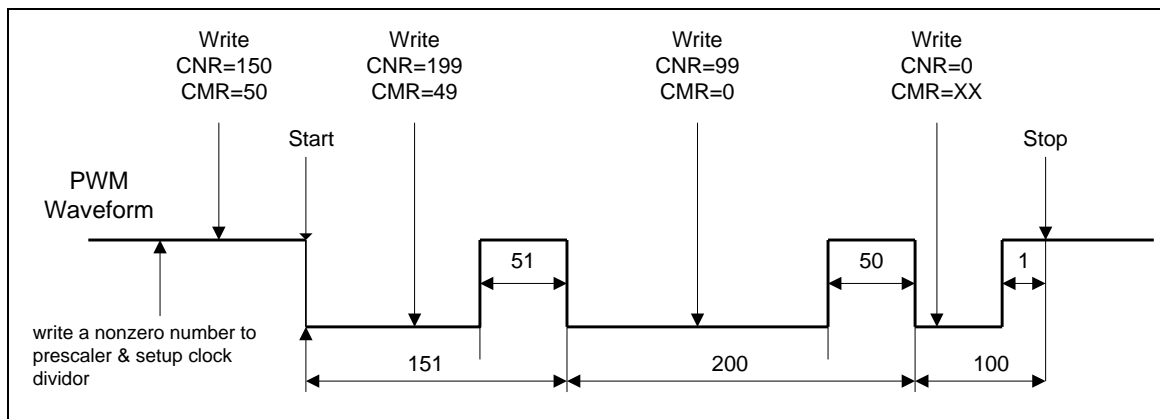 Write
CNR=150
CMR=50
Write
CNR=199
CMR=49
Write
CNR=99
CMR=0
Write
CNR=0
CMR=XX
Start
Stop
PWM
Waveform
51
50
1
write a nonzero number to
prescaler & setup clock
dividor
151
200
100